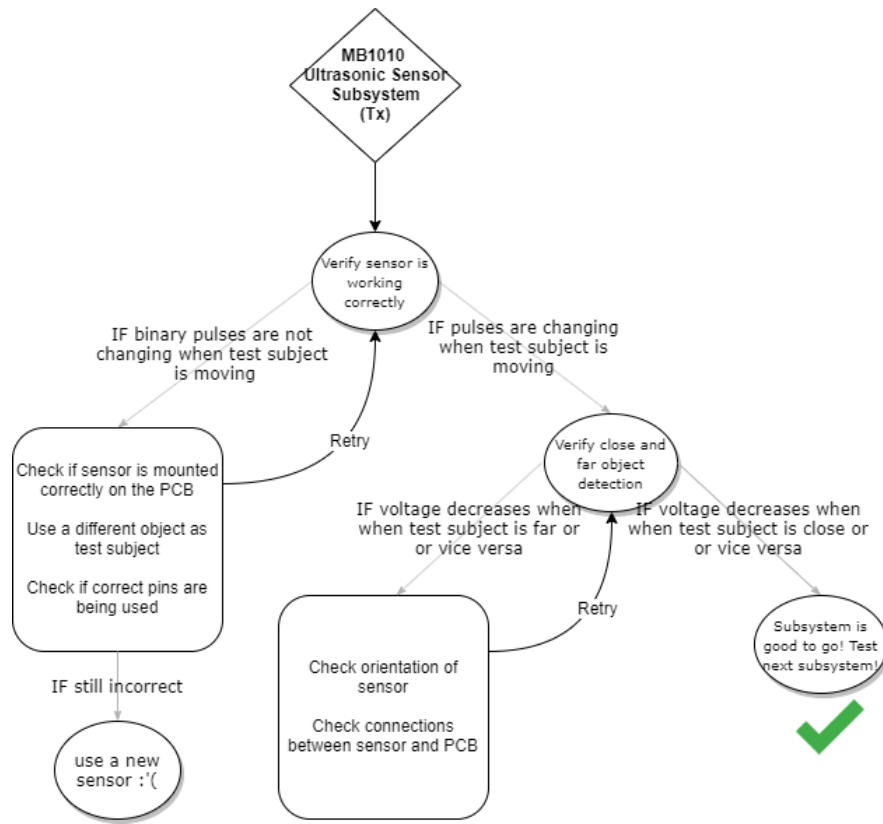 MB1010
Ultrasonic Sensor
Subsystem
(Tx)
Verify sensor is
working
correctly
IF binary pulses are not
changing when test subject
is moving
IF pulses are changing
when test subject is
moving
Retry
Check if sensor is mounted
correctly on the PCB
Use a different object as
test subject
Check if correct pins are
being used
Verify close and
far object
detection
IF voltage decreases when
when test subject is far or
or vice versa
IF voltage decreases when
when test subject is close or
or vice versa
Retry
IF still incorrect
use a new
sensor :'(
Check orientation of
sensor
Check connections
between sensor and PCB
Subsystem is
good to go! Test
next subsystem!